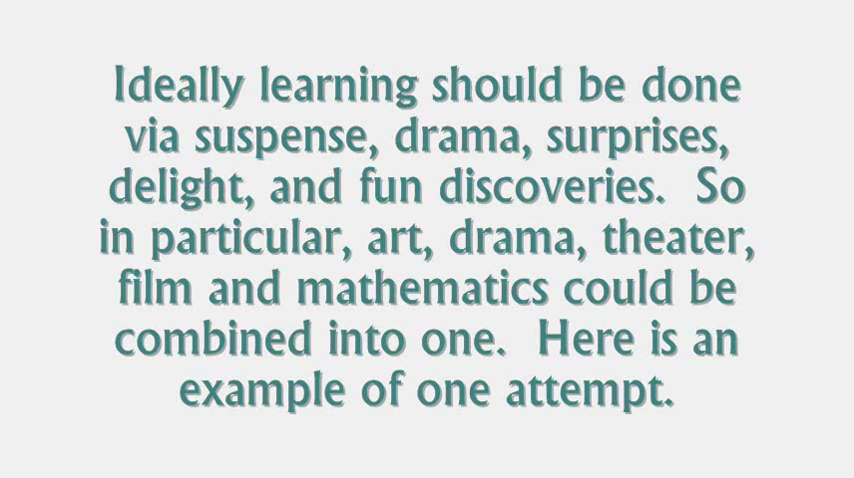 Ideally learning should be done
via suspense, drama, surprises,
delight, and fun discoveries.  So
in particular, art, drama, theater,
film and mathematics could be
combined into one.  Here is an
example of one attempt.